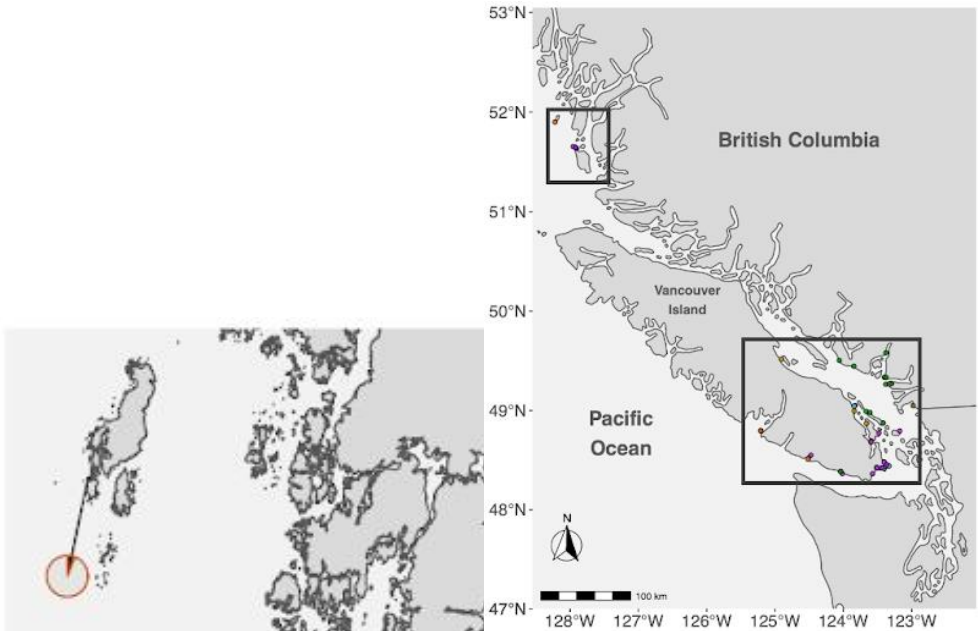 53°N
52°N
British Columbia
51°N
Vancouver
Island
50°N
49°N
Pacific
Ocean
48°N
N
100 km
47°N
128°W 127°W 126°W 125°W 124°W 123°W